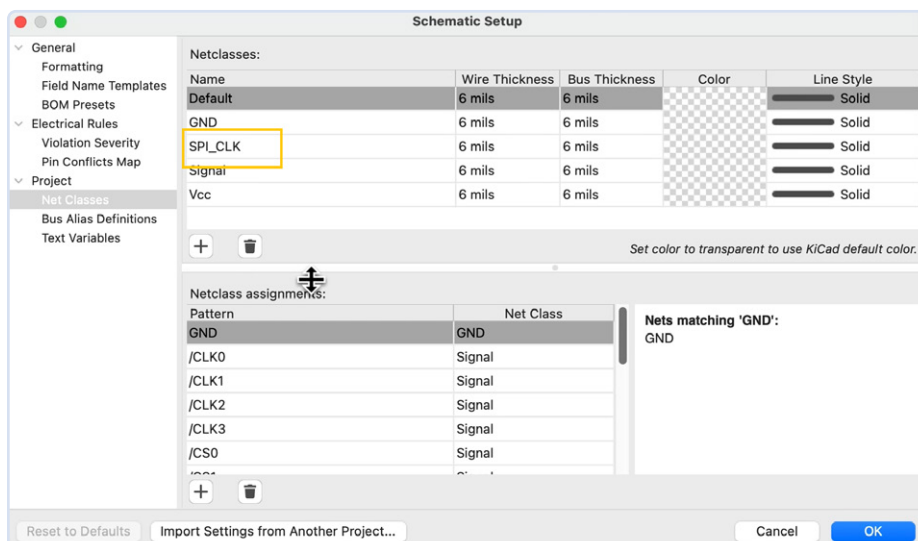 Schematic Setup
General
Formatting
Field Name Templates
BOM Presets
Electrical Rules
Violation Severity
Pin Conflicts Map
Project
Net Classes
Bus Alias Definitions
Text Variables
Netclasses:
Name Wire Thickness Bus Thickness Color Line Style
Default 6 mils 6 mils Solid
GND 6 mils 6 mils Solid
SPI_CLK 6 mils 6 mils Solid
Signal 6 mils 6 mils Solid
Vcc 6 mils 6 mils Solid
Set color to transparent to use KiCad default color.
Netclass assignments:
Pattern Net Class
GND GND
/CLK0 Signal
/CLK1 Signal
/CLK2 Signal
/CLK3 Signal
/CS0 Signal
Nets matching 'GND':
GND
Reset to Defaults Import Settings from Another Project... Cancel OK